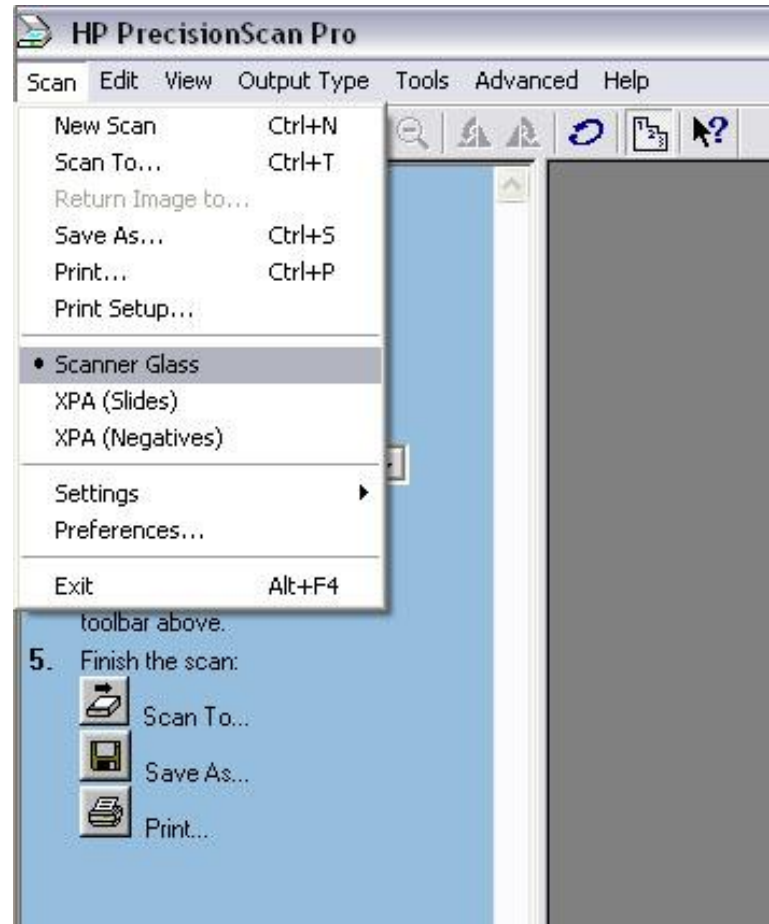 HP PrecisionScan Pro
Scan Edit View Output Type Tools Advanced Help
New Scan Ctrl+N
Scan To... Ctrl+T
Return Image to...
Save As... Ctrl+S
Print... Ctrl+P
Print Setup...
• Scanner Glass
XPA (Slides)
XPA (Negatives)
Settings
Preferences...
Exit Alt+F4
toolbar above.
5. Finish the scan:
Scan To...
Save As...
Print...